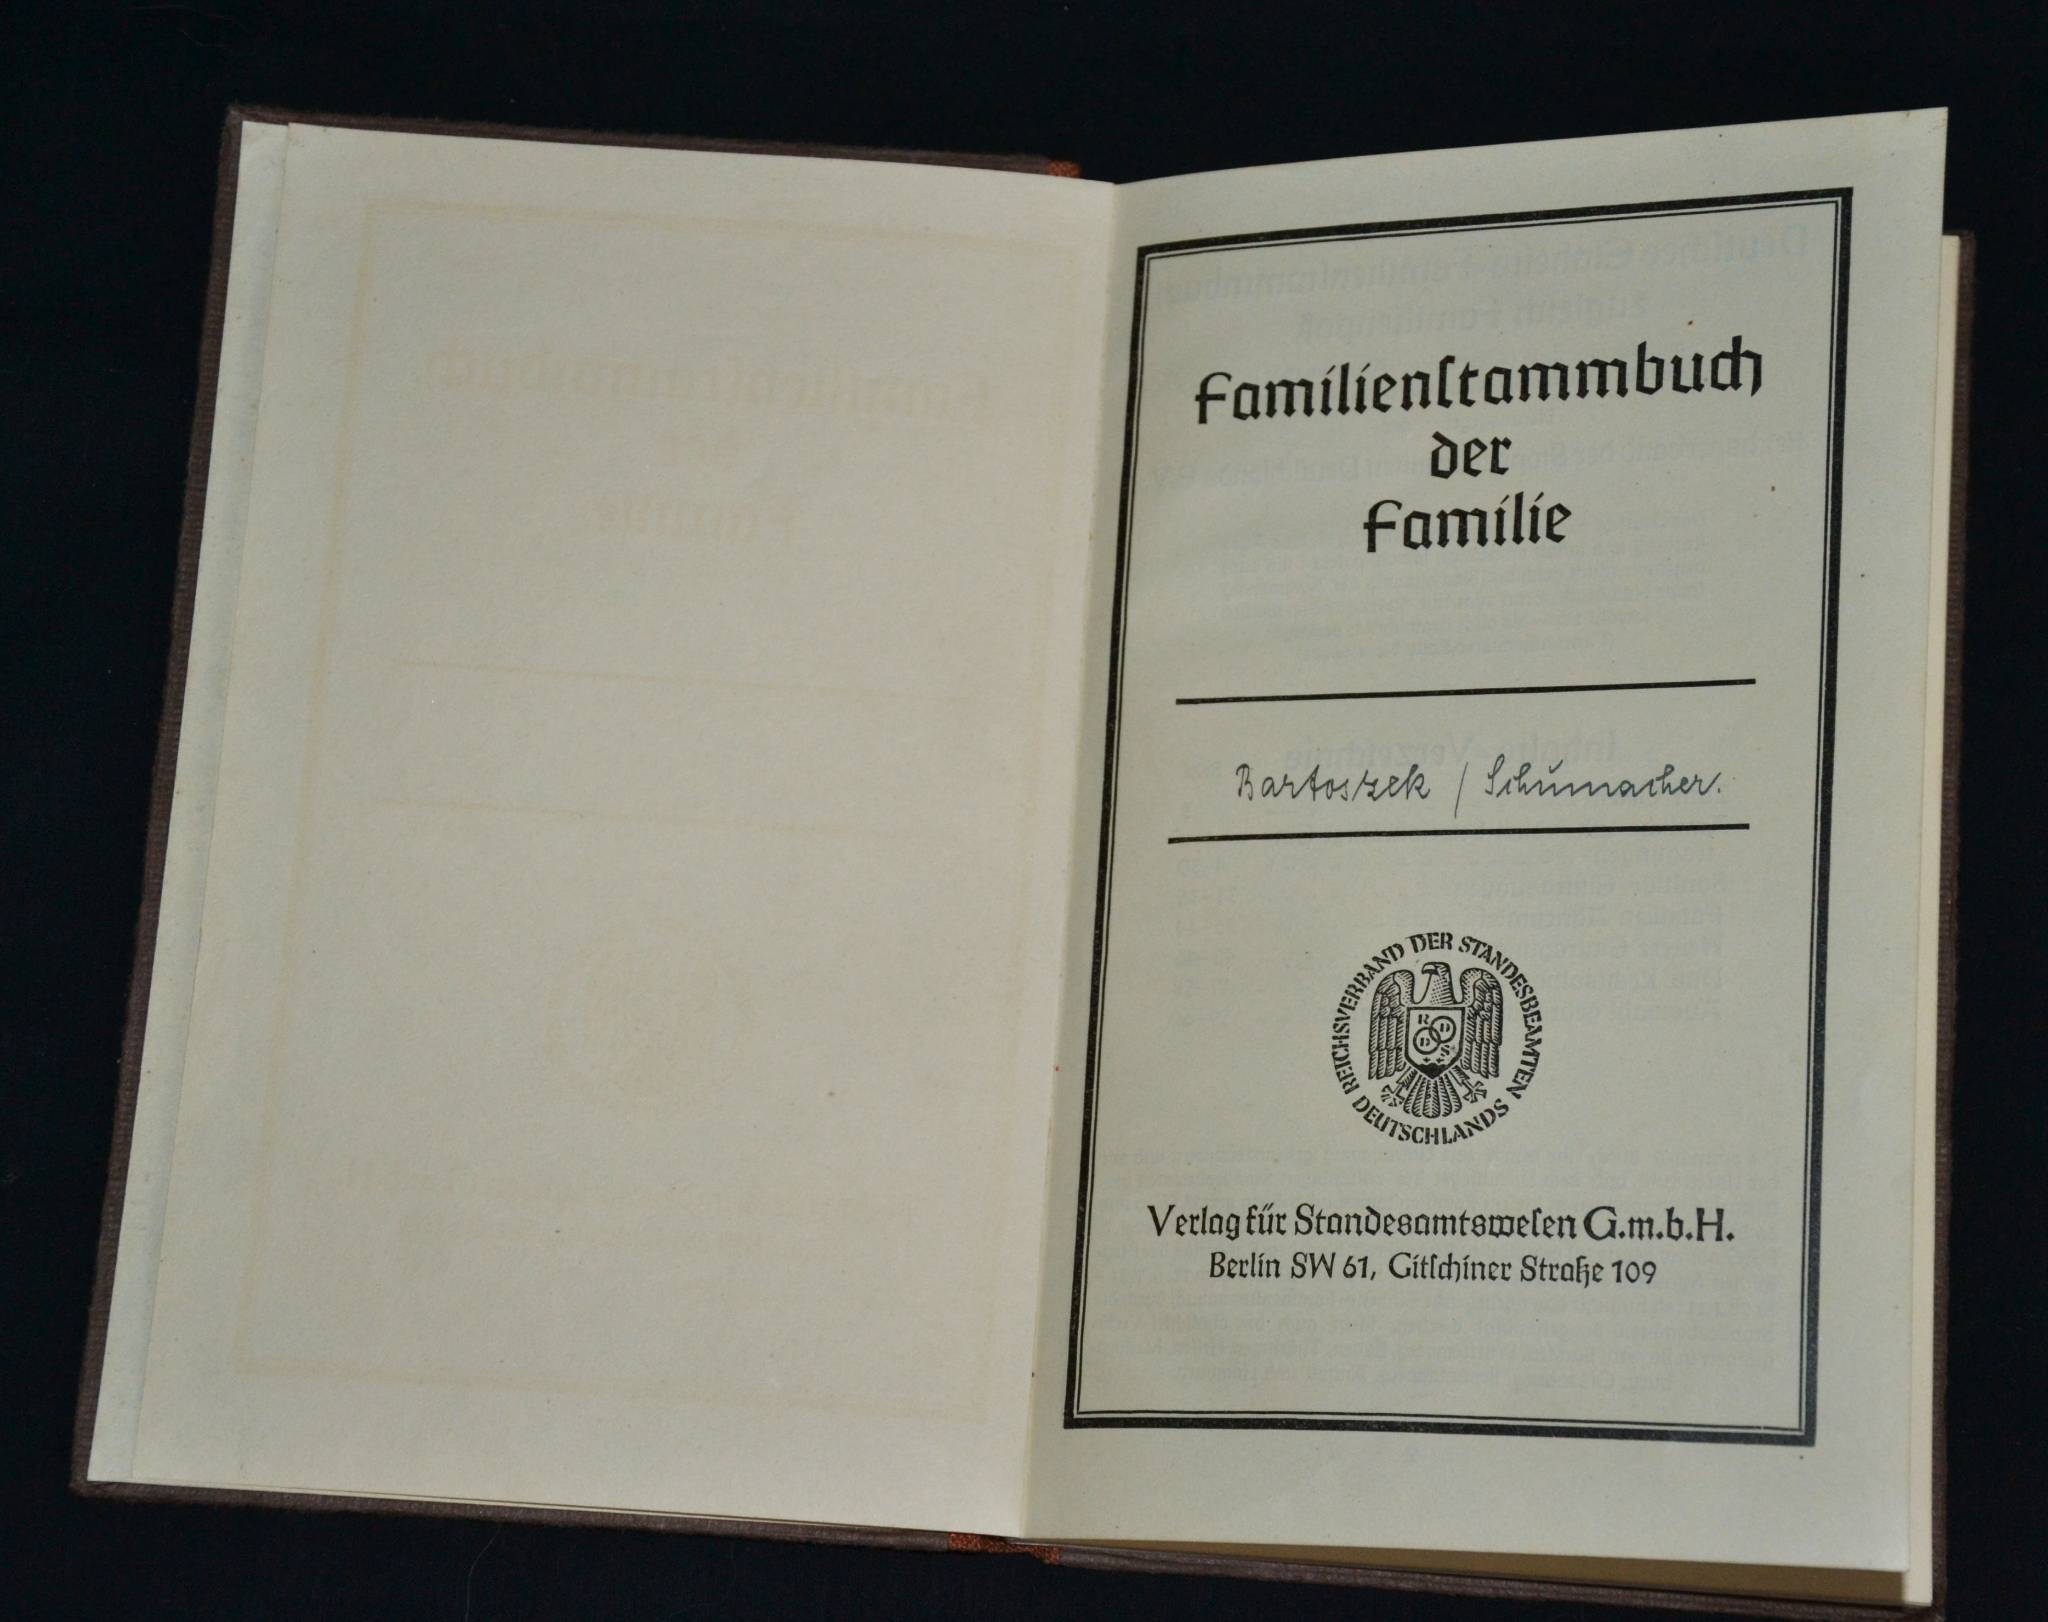 Familienſtammbuch
der
Familie
Bartoszek / Schumacher.
REICHSVERBAND DER STANDESBEAMTEN DEUTSCHLANDS
R D
D S
Verlag für Standesamtsweſen G.m.b.H.
Berlin SW 61, Gitſchiner Straße 109